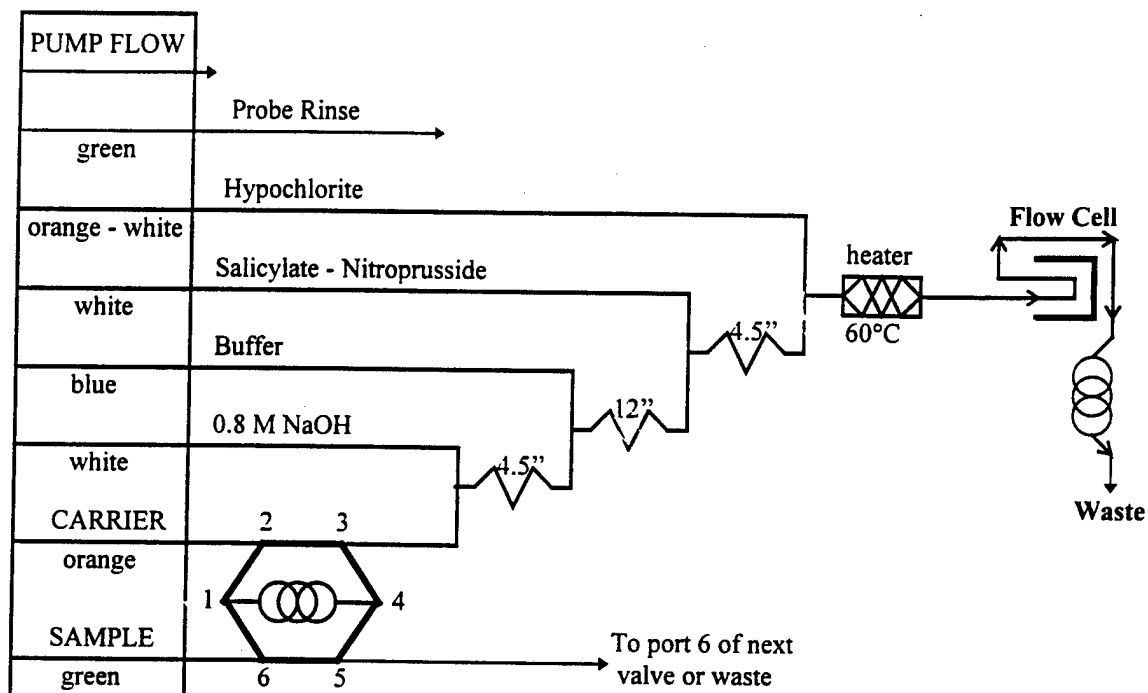 PUMP FLOW
Probe Rinse
green
Hypochlorite
orange - white
Flow Cell
Salicylate - Nitroprusside
heater
white
4.5”
60°C
Buffer
blue
12”
0.8 M NaOH
white
4.5”
Waste
CARRIER
2 3
orange
1 4
SAMPLE
To port 6 of next
valve or waste
green
6 5